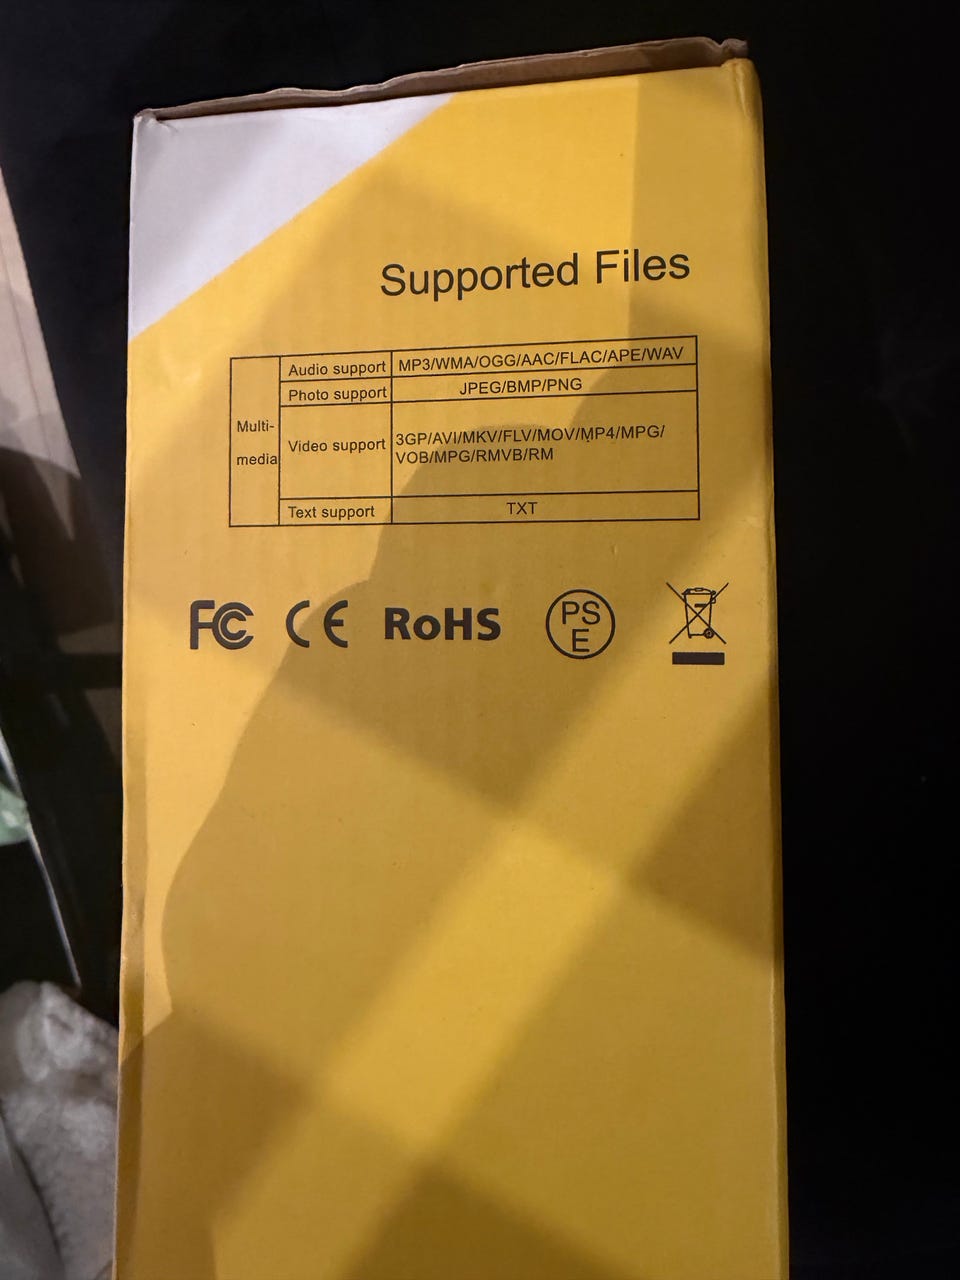 Supported Files
Audio support MP3/WMA/OGG/AAC/FLAC/APE/WAV
Photo support JPEG/BMP/PNG
Multi-
media
Video support 3GP/AVI/MKV/FLV/MOV/MP4/MPG/
VOB/MPG/RMVB/RM
Text support TXT
FC CE RoHS PS
E